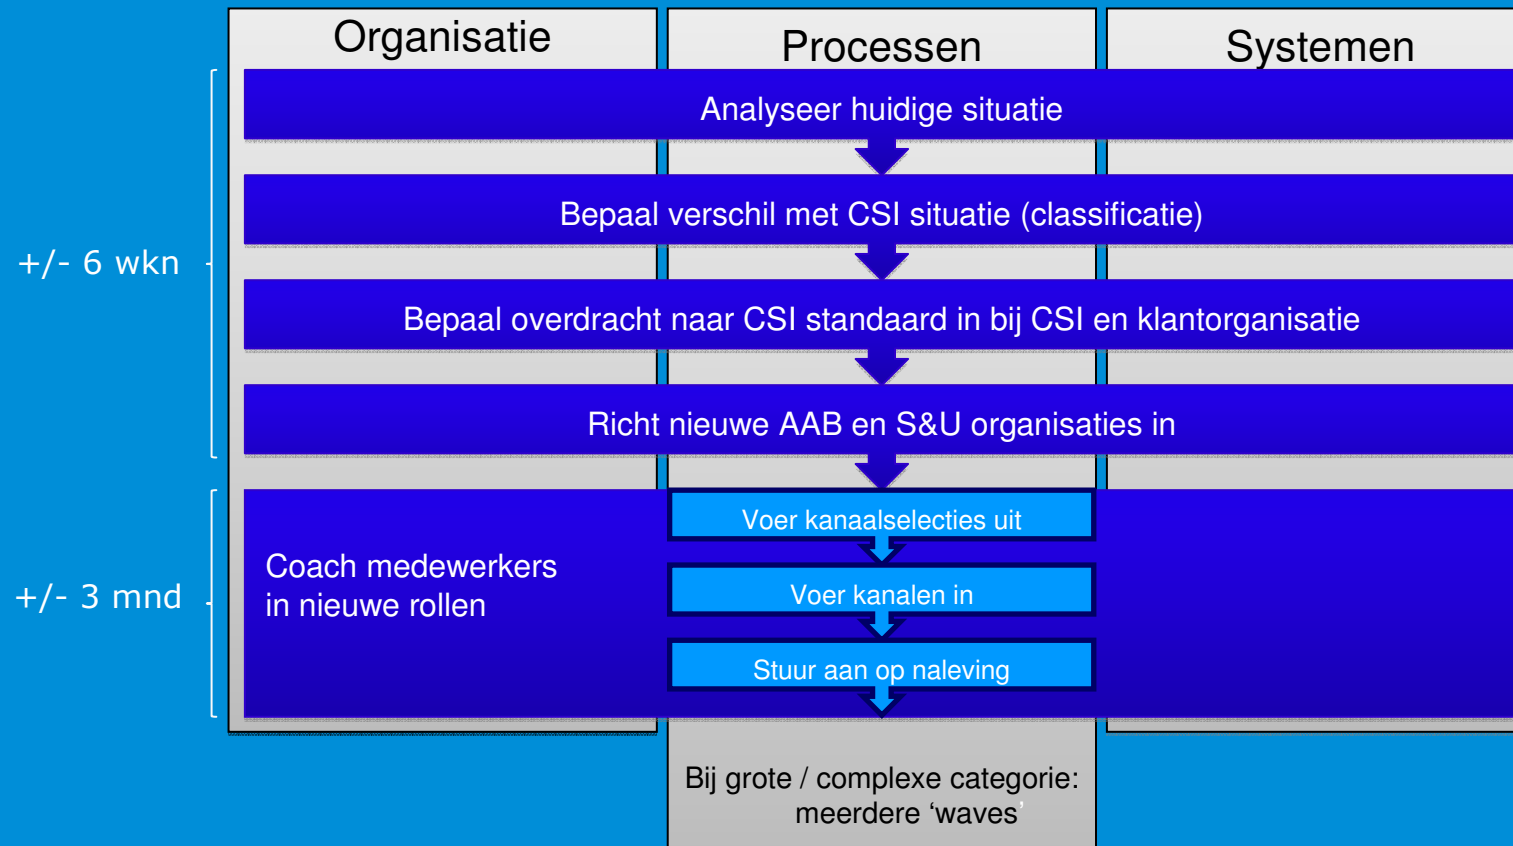 Organisatie
Processen
Systemen
Analyseer huidige situatie
Bepaal verschil met CSI situatie (classificatie)
+/- 6 wkn
Bepaal overdracht naar CSI standaard in bij CSI en klantorganisatie
Richt nieuwe AAB en S&U organisaties in
Voer kanaalselecties uit
Coach medewerkers
in nieuwe rollen
+/- 3 mnd
Voer kanalen in
Stuur aan op naleving
Bij grote / complexe categorie:
meerdere ‘waves’